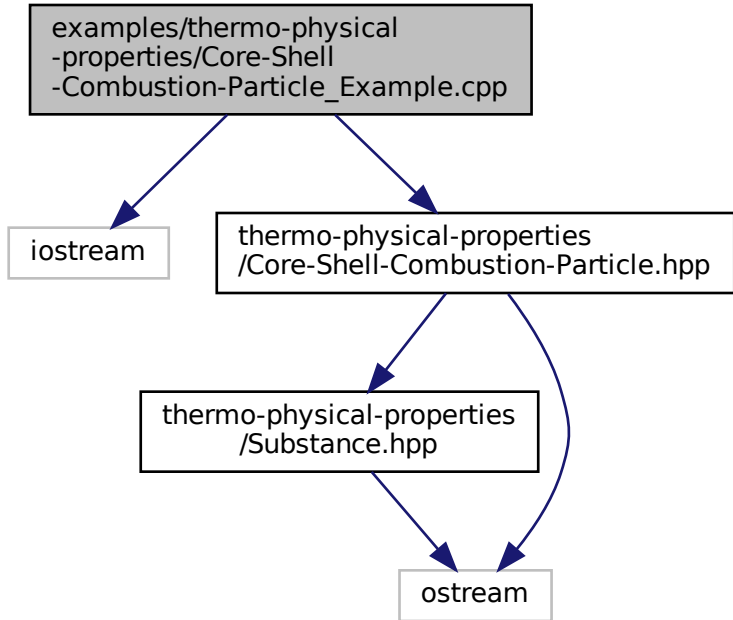 examples/thermo-physical
-properties/Core-Shell
-Combustion-Particle_Example.cpp
iostream
thermo-physical-properties
/Core-Shell-Combustion-Particle.hpp
thermo-physical-properties
/Substance.hpp
ostream